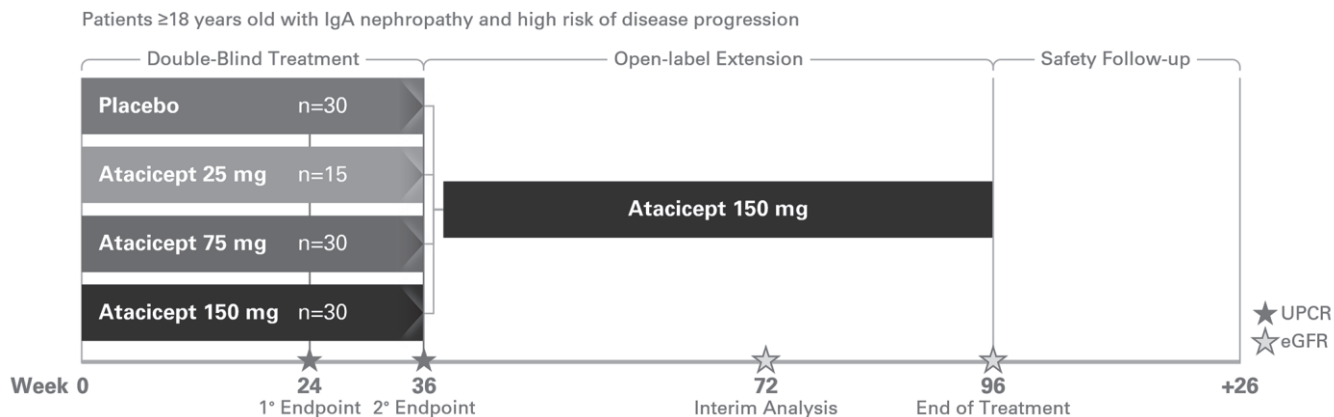 Patients ≥18 years old with IgA nephropathy and high risk of disease progression
Double-Blind Treatment
Open-label Extension
Safety Follow-up
Placebo n=30
Atacicept 25 mg n=15
Atacicept 75 mg n=30
Atacicept 150 mg n=30
Atacicept 150 mg
UPCR
eGFR
Week 0 24 36 72 96 +26
1° Endpoint 2° Endpoint Interim Analysis End of Treatment